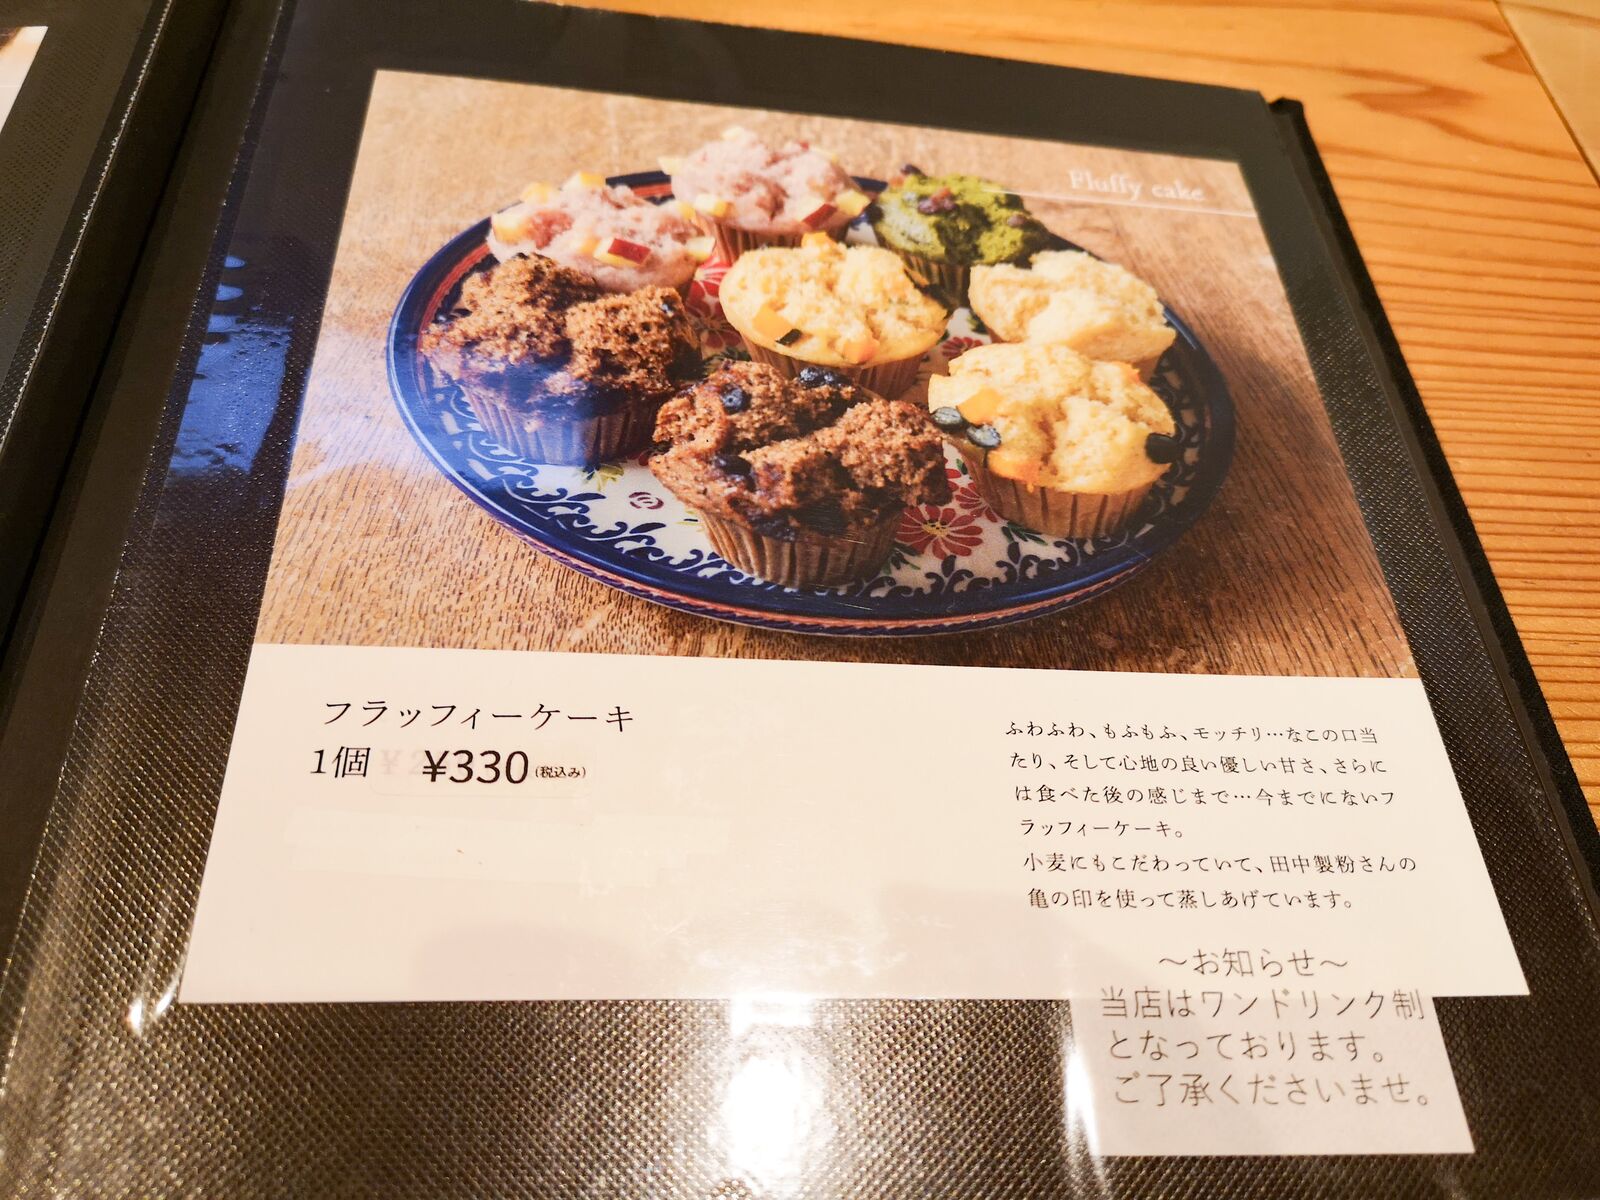 Fluffy cake
フラッフィーケーキ
1個 ¥330(税込み)
ふわふわ、もふもふ、モッチリ…なこの口当
たり、そして心地の良い優しい甘さ、さらに
は食べた後の感じまで…今までにないフ
ラッフィーケーキ。
小麦にもこだわっていて、田中製粉さんの
亀の印を使って蒸しあげています。
～お知らせ～
当店はワンドリンク制
となっております。
ご了承くださいませ。